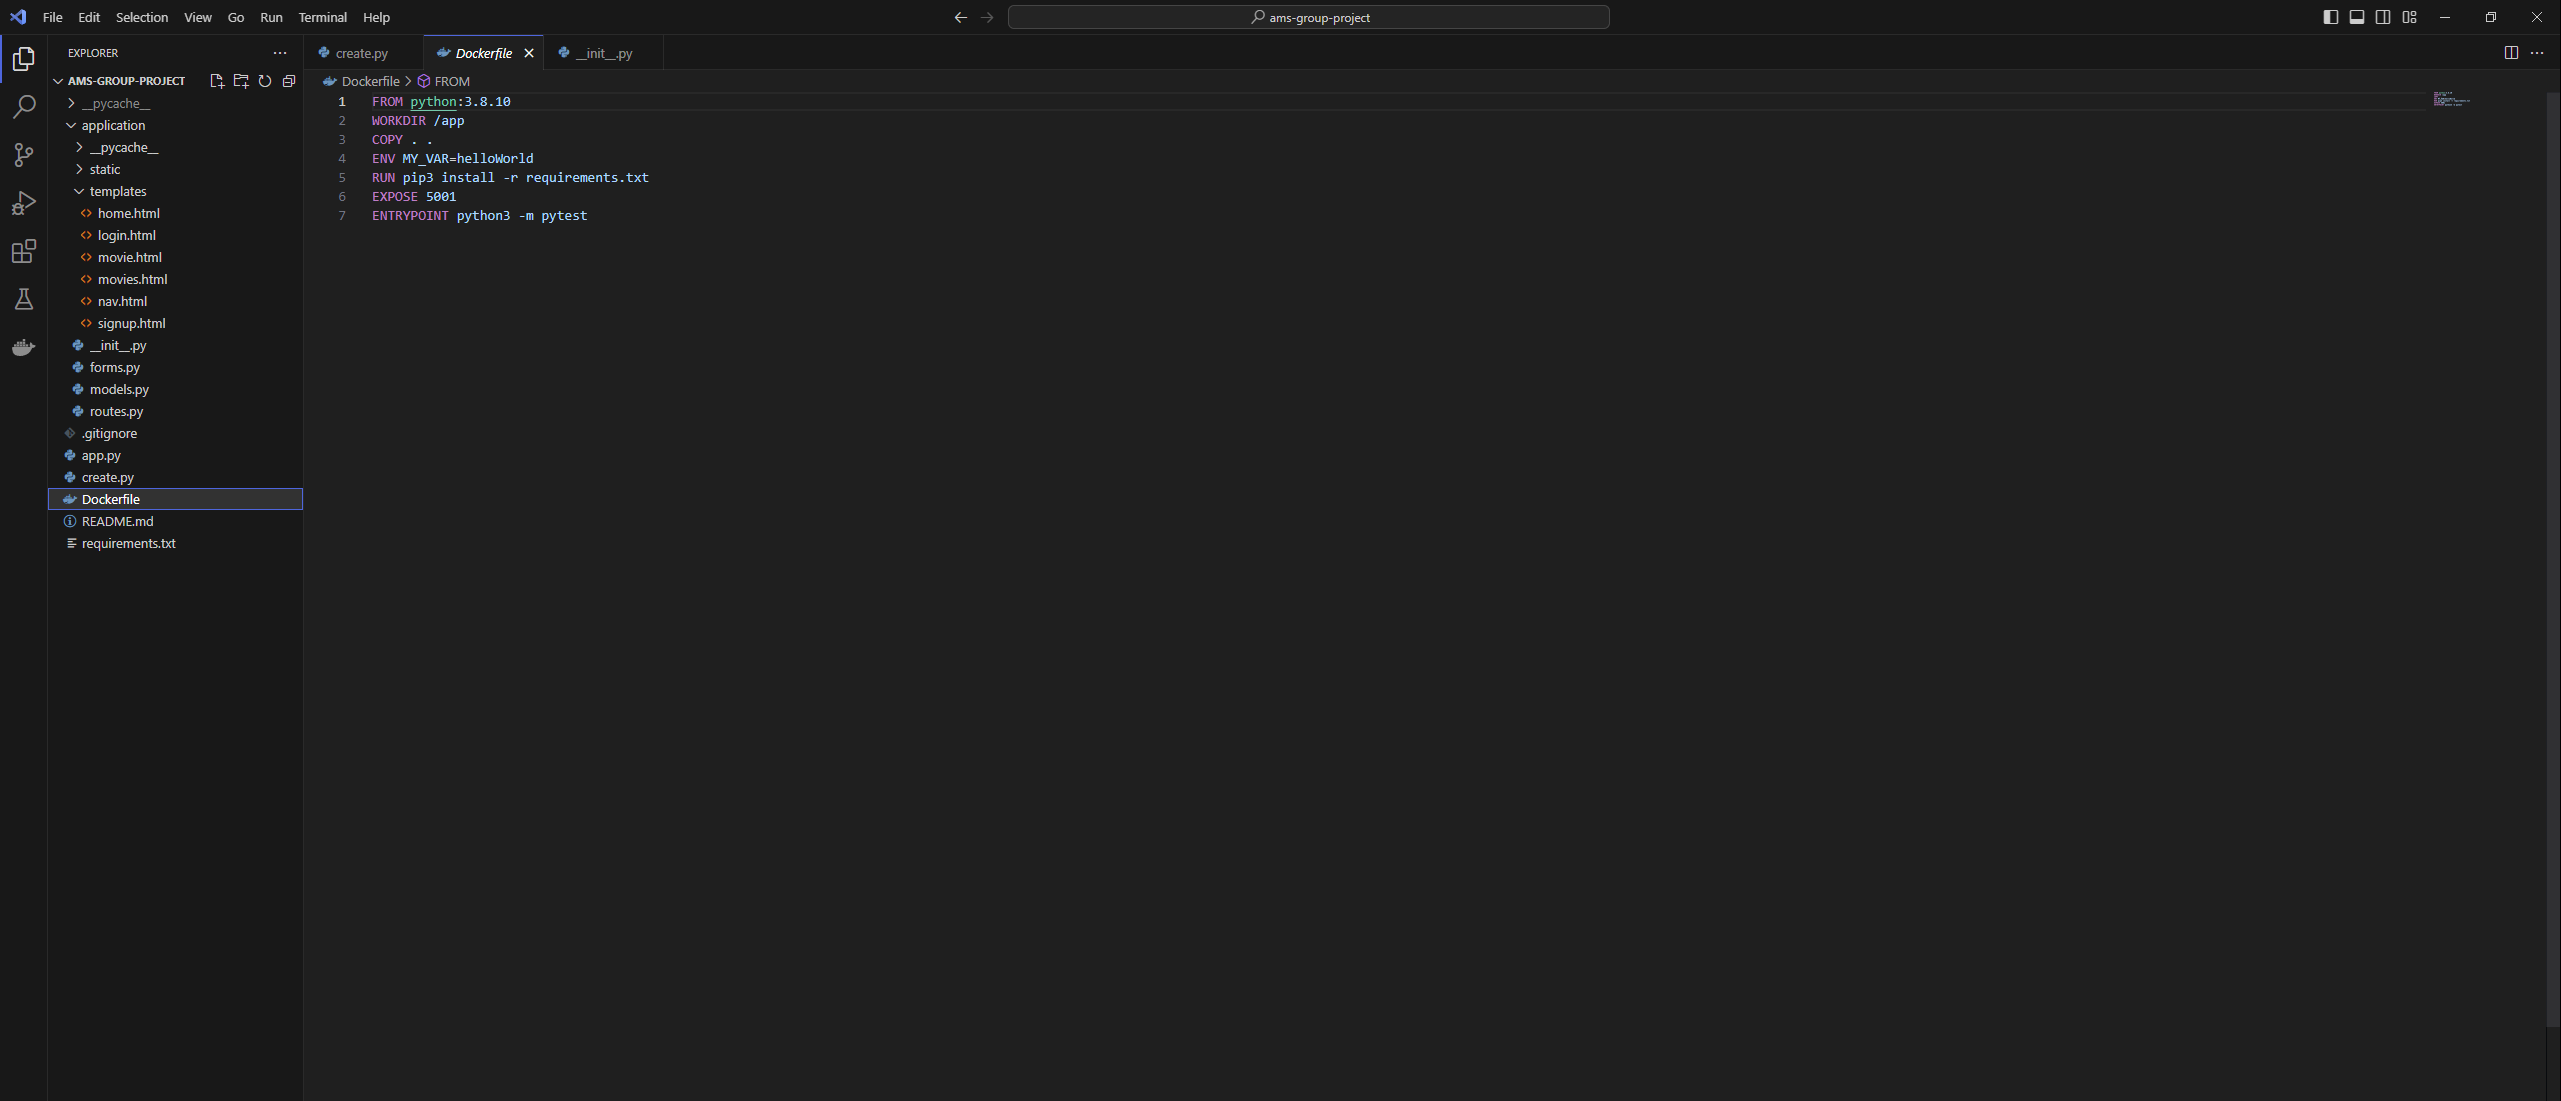 File Edit Selection View Go Run Terminal Help
ams-group-project
EXPLORER
AMS-GROUP-PROJECT
__pycache__
application
__pycache__
static
templates
home.html
login.html
movie.html
movies.html
nav.html
signup.html
__init__.py
forms.py
models.py
routes.py
.gitignore
app.py
create.py
Dockerfile
README.md
requirements.txt
create.py Dockerfile __init__.py
Dockerfile > FROM
1 FROM python:3.8.10
2 WORKDIR /app
3 COPY . .
4 ENV MY_VAR=helloWorld
5 RUN pip3 install -r requirements.txt
6 EXPOSE 5001
7 ENTRYPOINT python3 -m pytest